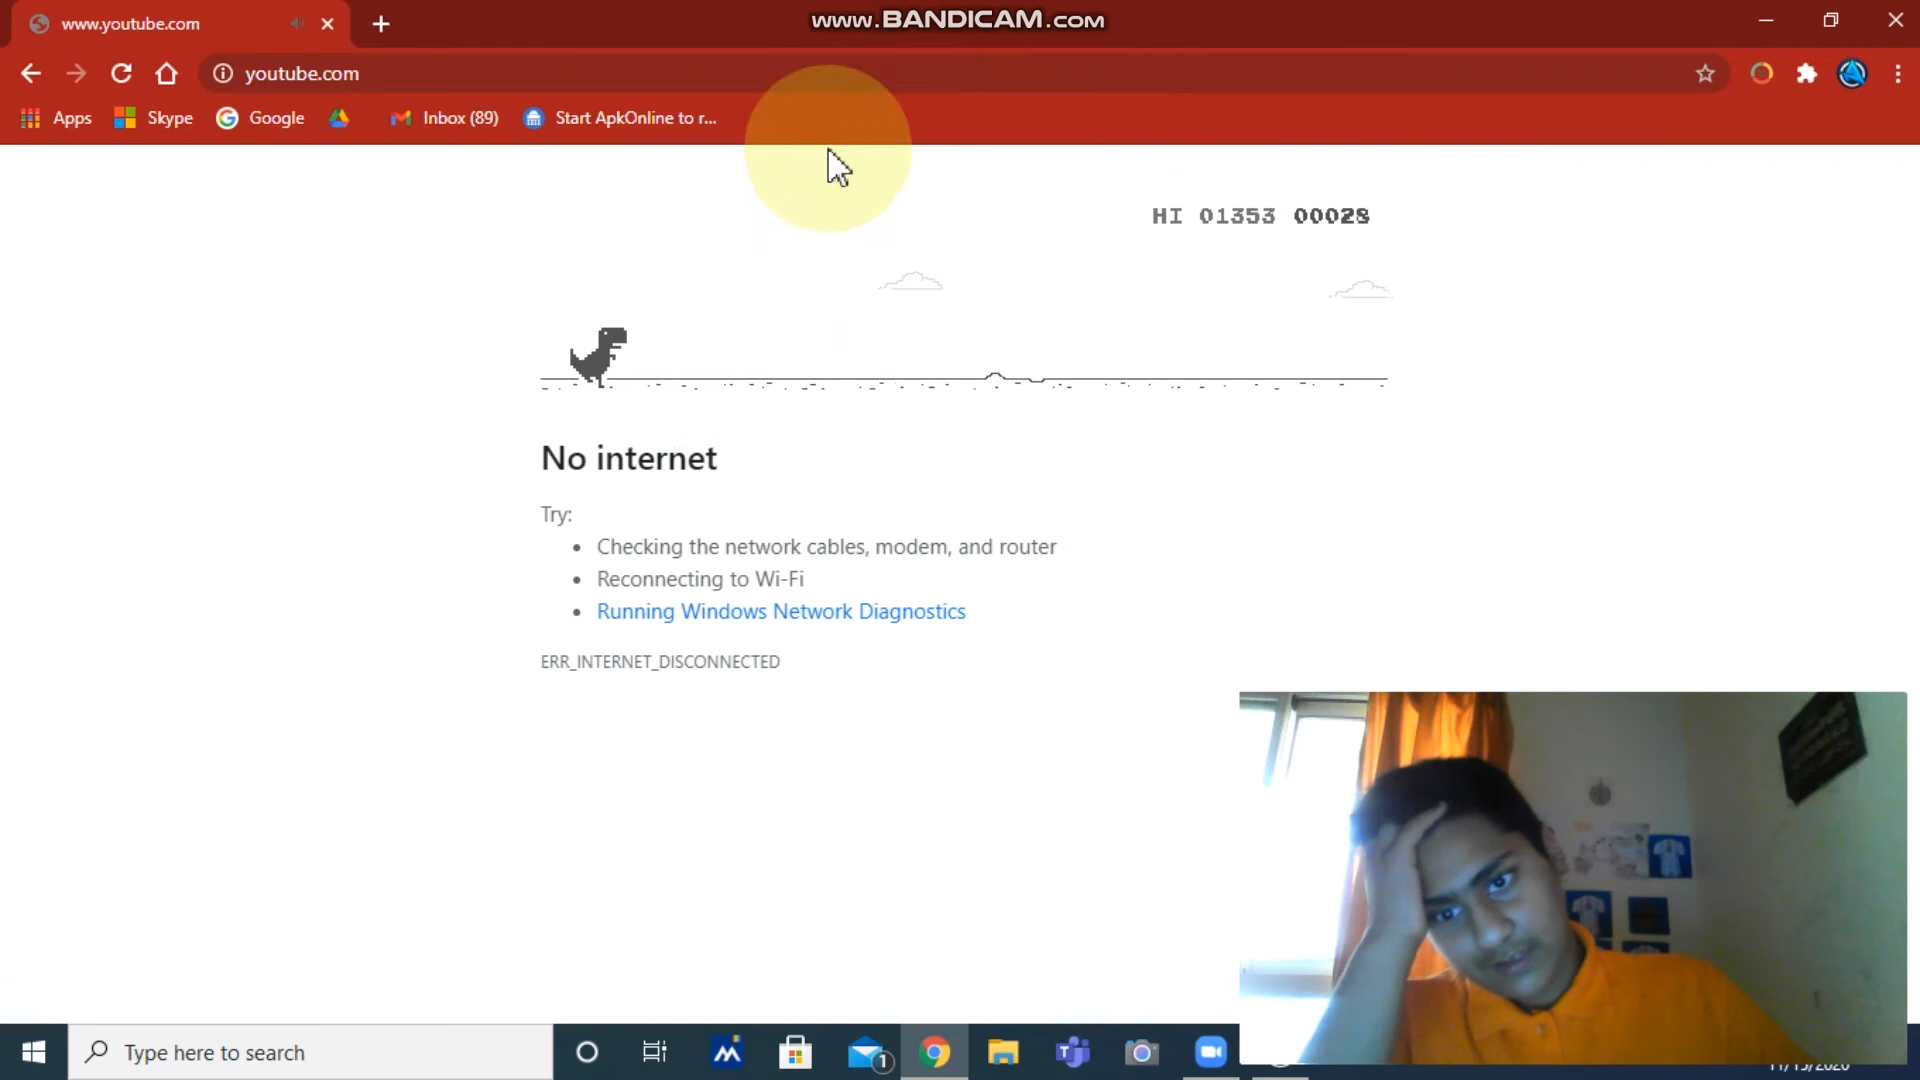 www.youtube.com
www.BANDICAM.com
youtube.com
Apps
Skype
Google
Inbox (89)
Start ApkOnline to r...
HI 01353 00028
No internet
Try:
Checking the network cables, modem, and router
Reconnecting to Wi-Fi
Running Windows Network Diagnostics
ERR_INTERNET_DISCONNECTED
Type here to search
1